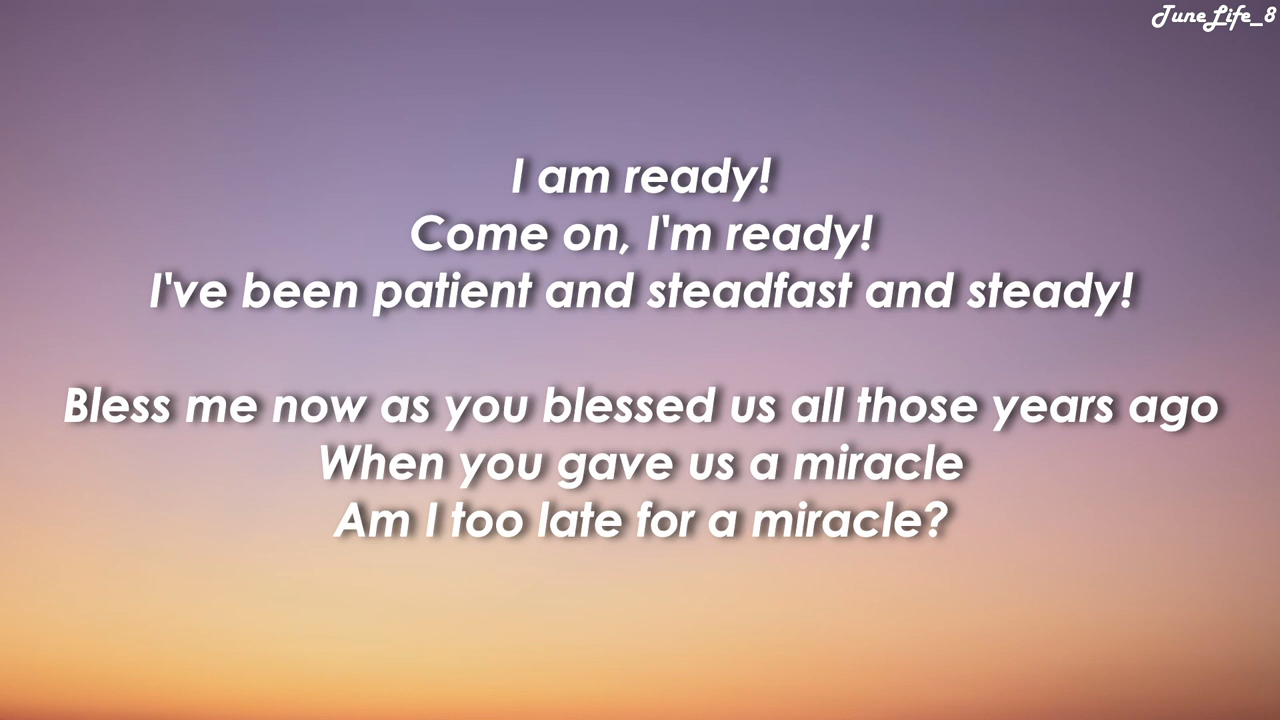 TuneLife_8
I am ready!
Come on, I'm ready!
I've been patient and steadfast and steady!
Bless me now as you blessed us all those years ago
When you gave us a miracle
Am I too late for a miracle?